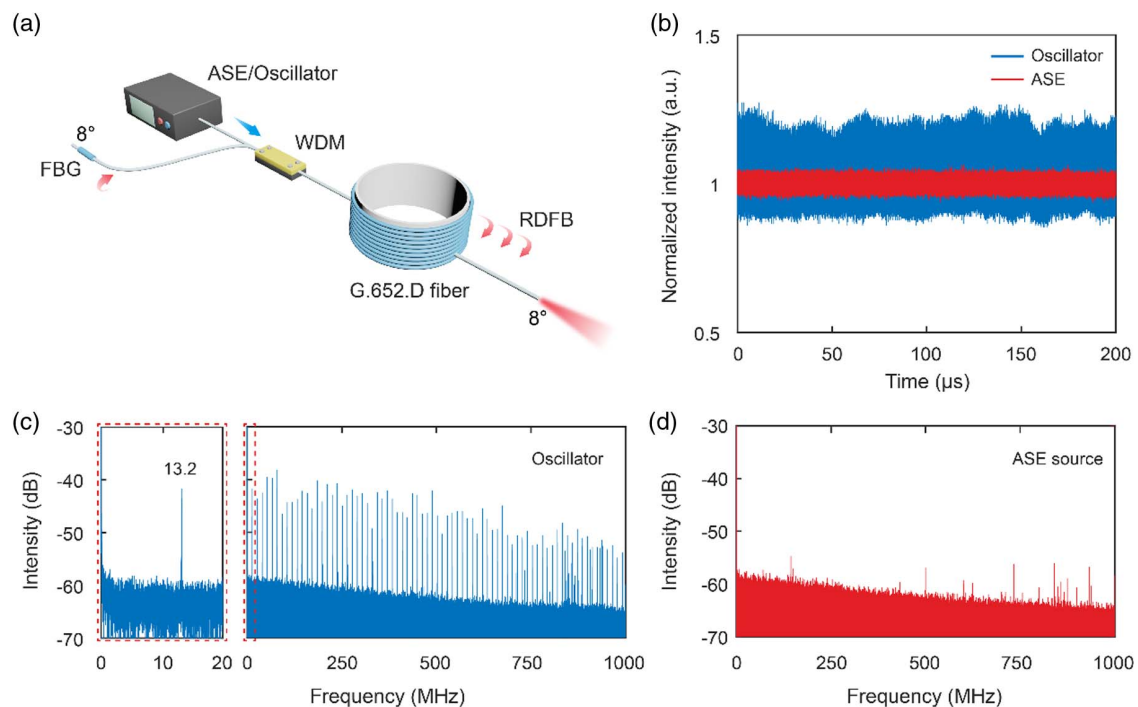 (a)
ASE/Oscillator
8°
FBG
WDM
RDFB
G.652.D fiber
8°
(b)
1.5
1
0.5
Normalized intensity (a.u.)
Oscillator
ASE
0 50 100 150 200
Time (µs)
(c)
-30
-40
-50
-60
-70
Intensity (dB)
13.2
0 10 20
Oscillator
0 250 500 750 1000
Frequency (MHz)
(d)
-30
-40
-50
-60
-70
Intensity (dB)
ASE source
0 250 500 750 1000
Frequency (MHz)